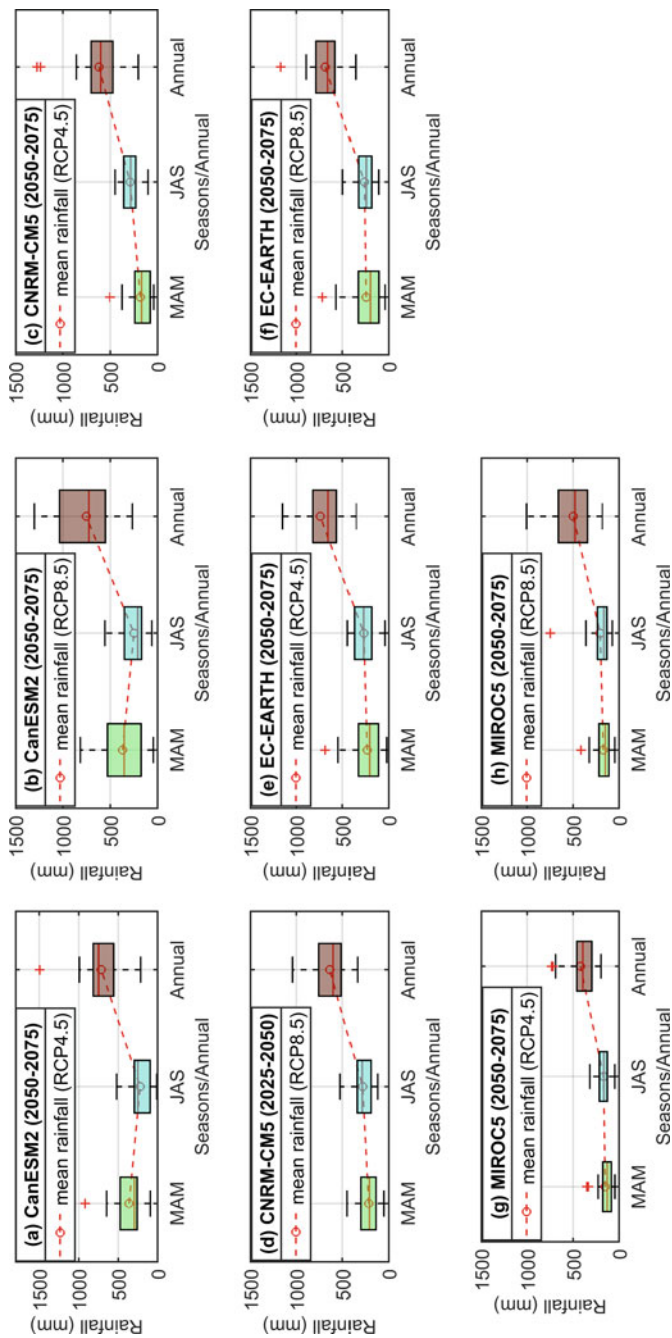 (a) CanESM2 (2050-2075)
mean rainfall (RCP4.5)
Rainfall (mm)
1500
1000
500
0
MAM
JAS
Annual
Seasons/Annual
(b) CanESM2 (2050-2075)
mean rainfall (RCP8.5)
Rainfall (mm)
1500
1000
500
0
MAM
JAS
Annual
Seasons/Annual
(c) CNRM-CM5 (2050-2075)
mean rainfall (RCP4.5)
Rainfall (mm)
1500
1000
500
0
MAM
JAS
Annual
Seasons/Annual
(d) CNRM-CM5 (2025-2050)
mean rainfall (RCP8.5)
Rainfall (mm)
1500
1000
500
0
MAM
JAS
Annual
Seasons/Annual
(e) EC-EARTH (2050-2075)
mean rainfall (RCP4.5)
Rainfall (mm)
1500
1000
500
0
MAM
JAS
Annual
Seasons/Annual
(f) EC-EARTH (2050-2075)
mean rainfall (RCP8.5)
Rainfall (mm)
1500
1000
500
0
MAM
JAS
Annual
Seasons/Annual
(g) MIROC5 (2050-2075)
mean rainfall (RCP4.5)
Rainfall (mm)
1500
1000
500
0
MAM
JAS
Annual
Seasons/Annual
(h) MIROC5 (2050-2075)
mean rainfall (RCP8.5)
Rainfall (mm)
1500
1000
500
0
MAM
JAS
Annual
Seasons/Annual